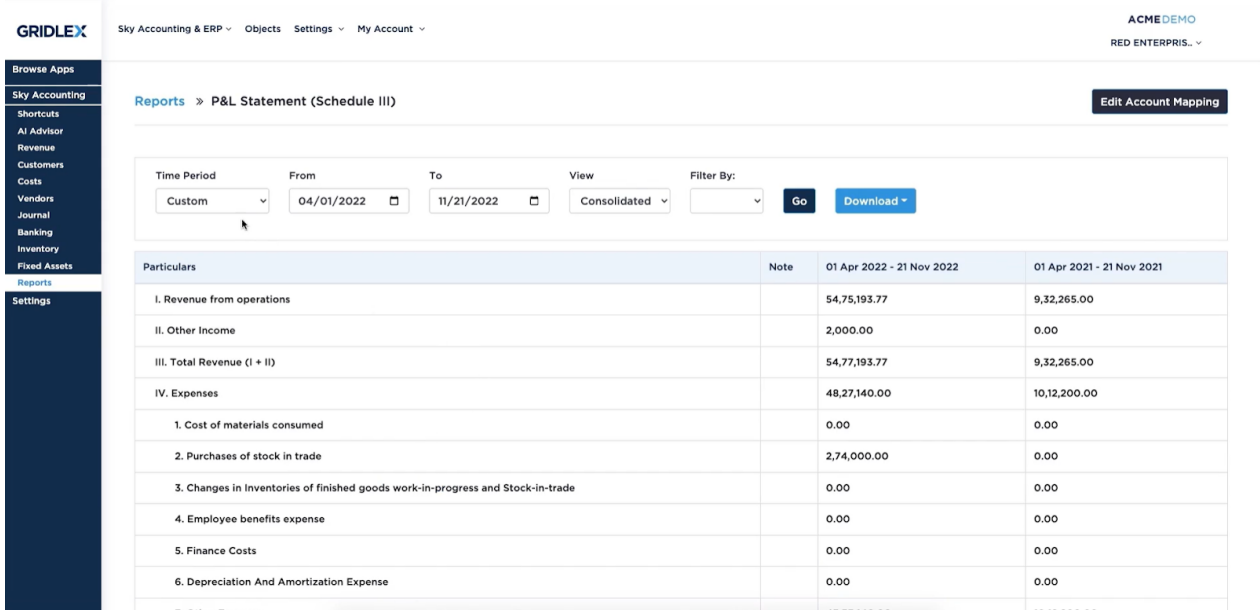 GRIDLEX
Sky Accounting & ERP Objects Settings My Account
ACMEDEMO
RED ENTERPRIS..
Browse Apps
Sky Accounting
Shortcuts
AI Advisor
Revenue
Customers
Costs
Vendors
Journal
Banking
Inventory
Fixed Assets
Reports
Settings
Reports » P&L Statement (Schedule III)
Edit Account Mapping
Time Period From To View Filter By:
Custom 04/01/2022 11/21/2022 Consolidated Go Download
Particulars Note 01 Apr 2022 - 21 Nov 2022 01 Apr 2021 - 21 Nov 2021
I. Revenue from operations 54,75,193.77 9,32,265.00
II. Other Income 2,000.00 0.00
III. Total Revenue (I + II) 54,77,193.77 9,32,265.00
IV. Expenses 48,27,140.00 10,12,200.00
1. Cost of materials consumed 0.00 0.00
2. Purchases of stock in trade 2,74,000.00 0.00
3. Changes in Inventories of finished goods work-in-progress and Stock-in-trade 0.00 0.00
4. Employee benefits expense 0.00 0.00
5. Finance Costs 0.00 0.00
6. Depreciation And Amortization Expense 0.00 0.00